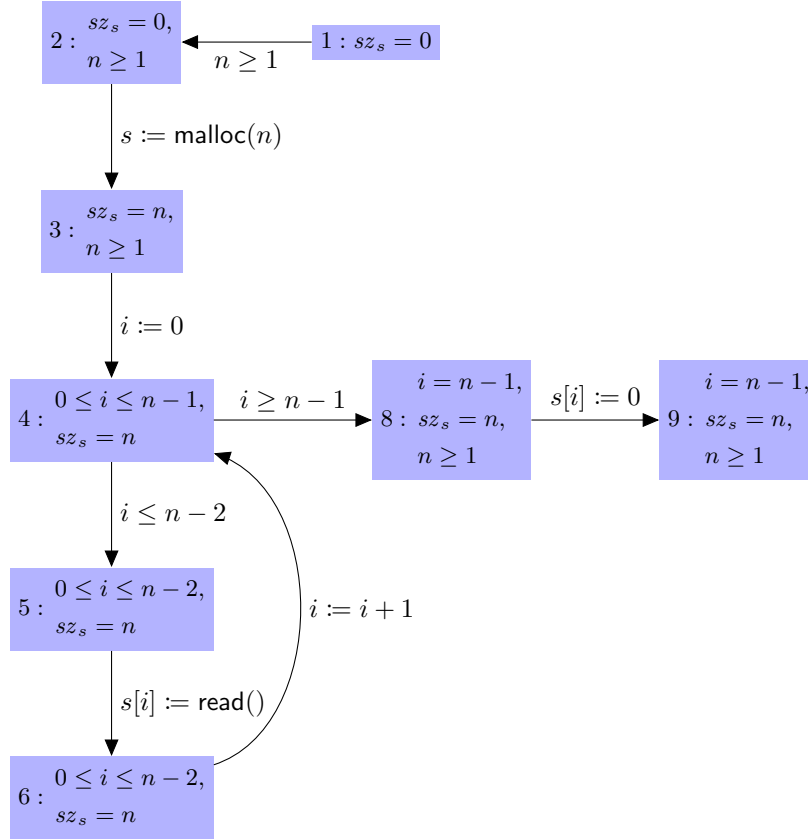 2 : sz_s = 0,
n ≥ 1
n ≥ 1
1 : sz_s = 0
s := malloc(n)
3 : sz_s = n,
n ≥ 1
i := 0
4 : 0 ≤ i ≤ n − 1,
sz_s = n
i ≥ n − 1
8 : i = n − 1,
sz_s = n,
n ≥ 1
s[i] := 0
9 : i = n − 1,
sz_s = n,
n ≥ 1
i ≤ n − 2
5 : 0 ≤ i ≤ n − 2,
sz_s = n
i := i + 1
s[i] := read()
6 : 0 ≤ i ≤ n − 2,
sz_s = n